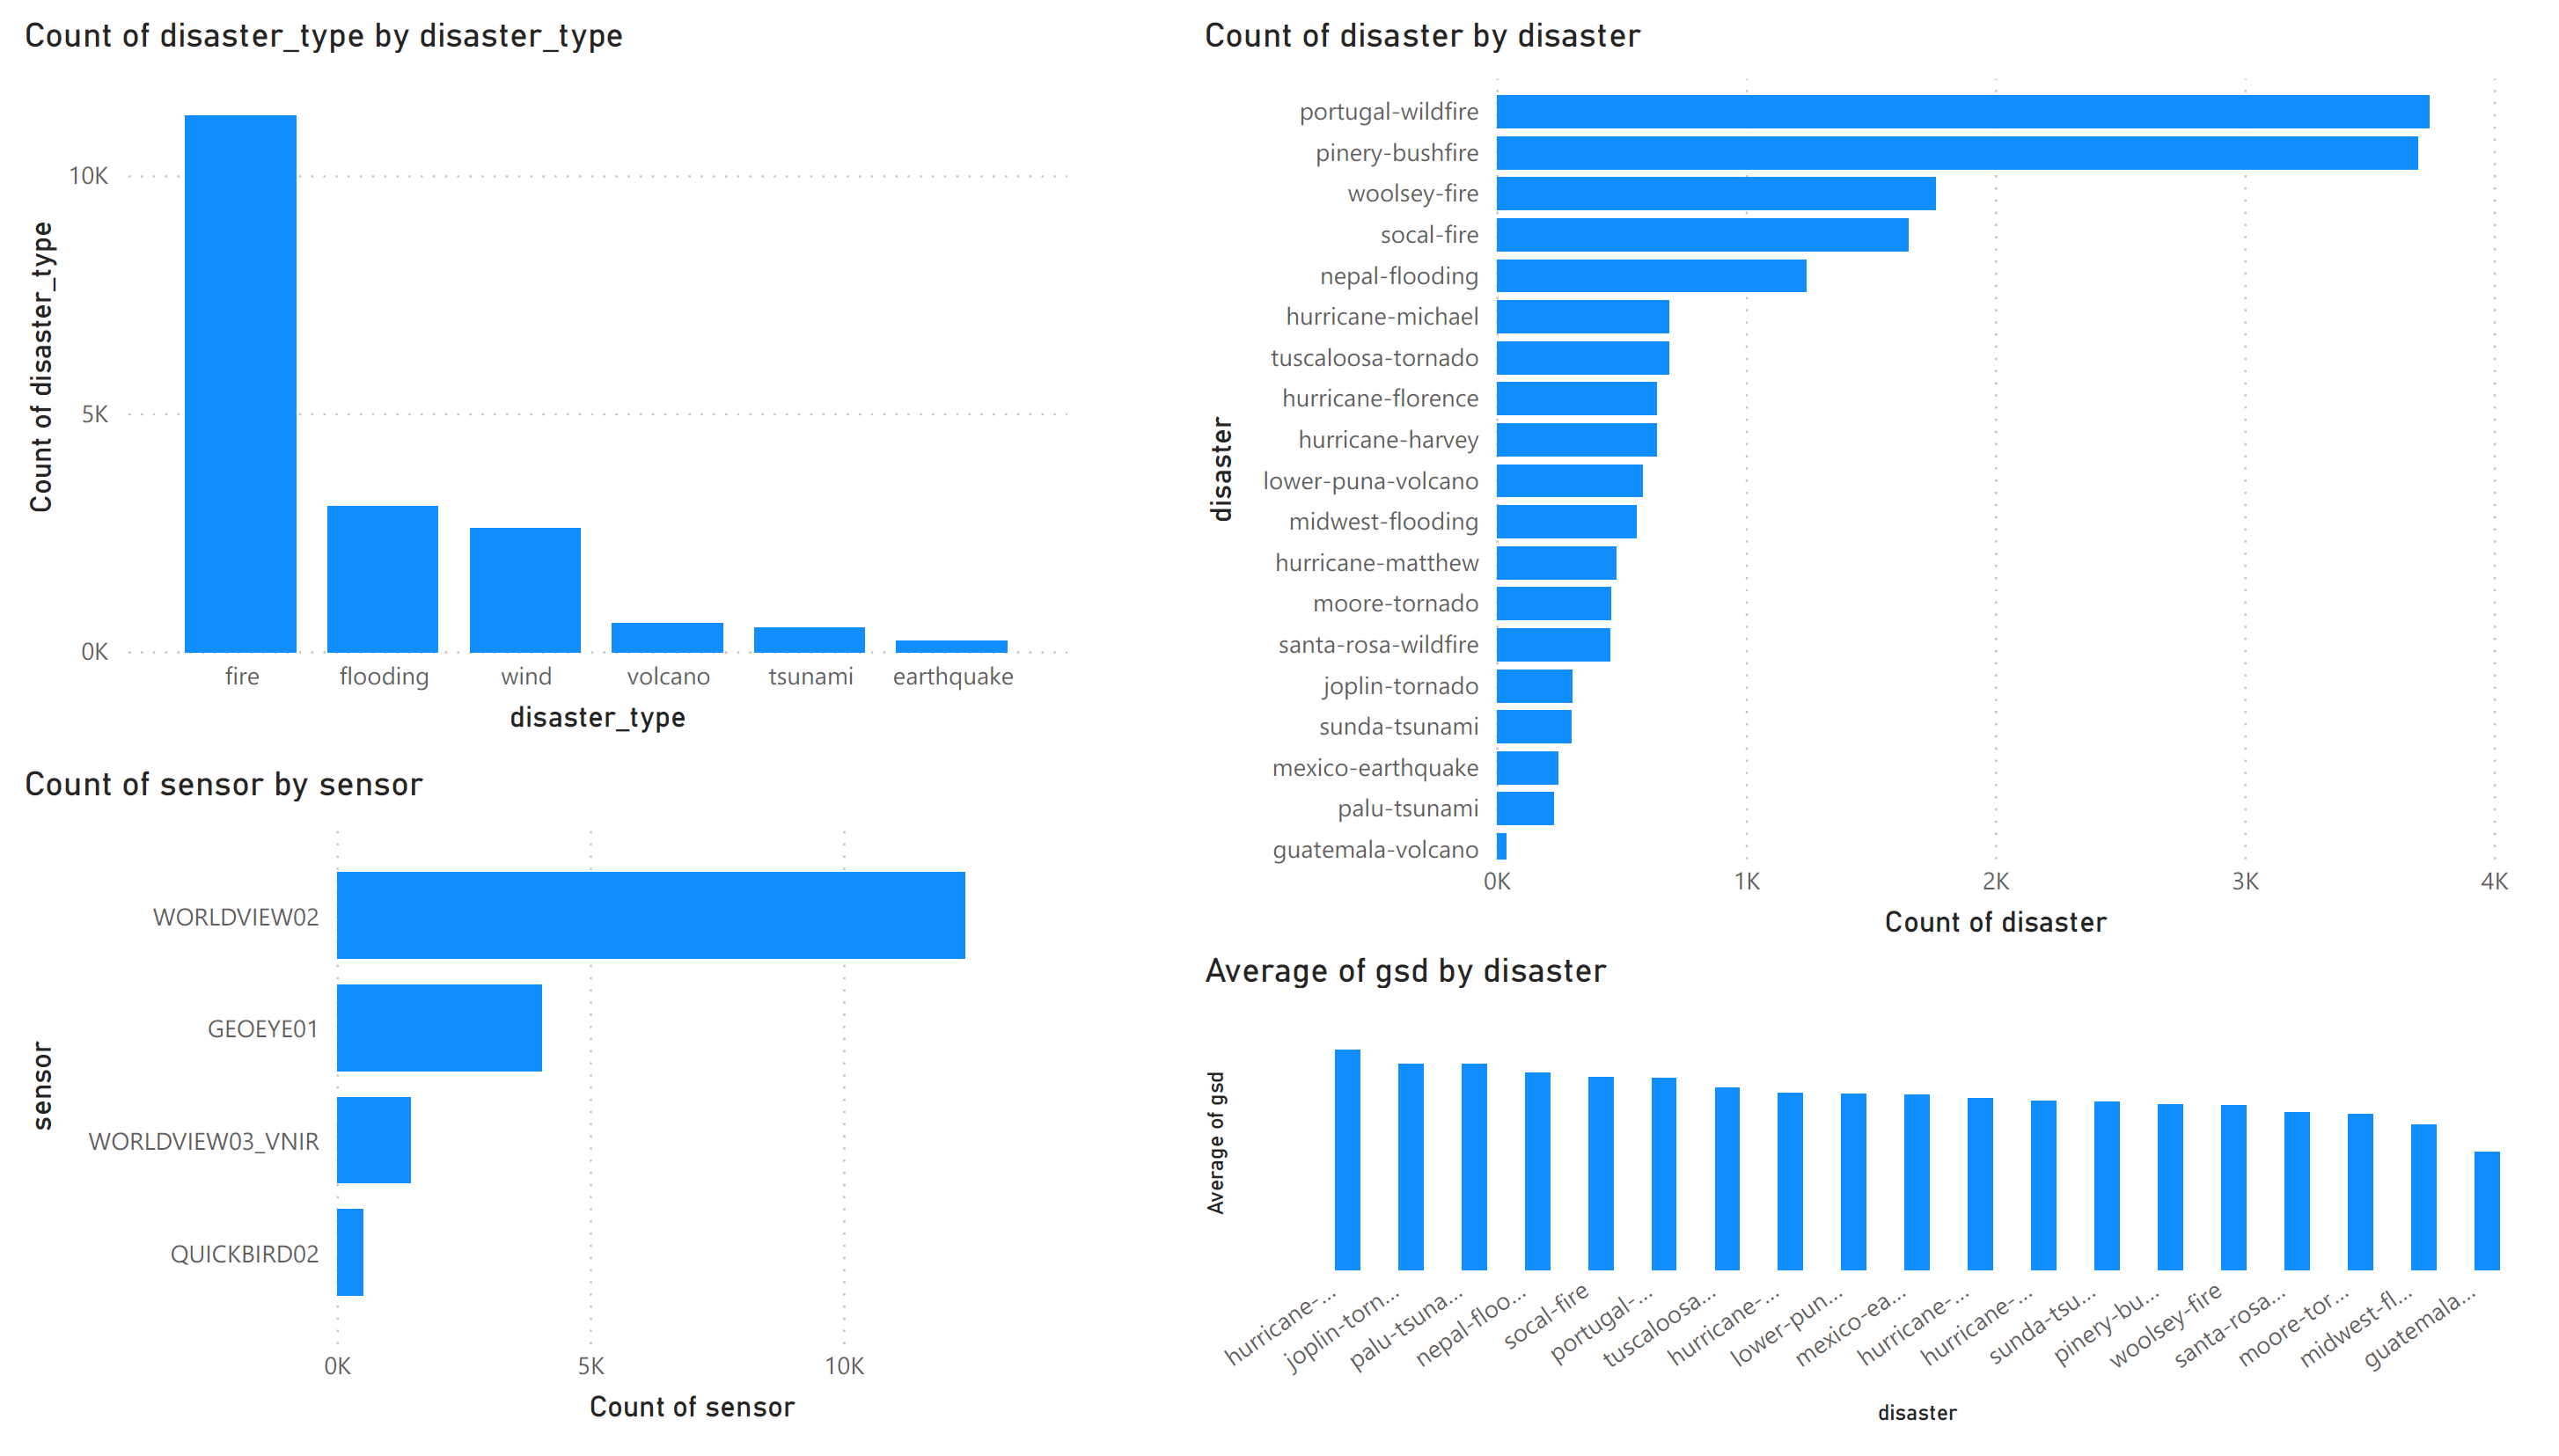 Count of disaster_type by disaster_type
Count of disaster_type
10K
5K
0K
fire flooding wind volcano tsunami earthquake
disaster_type
Count of sensor by sensor
sensor
WORLDVIEW02
GEOEYE01
WORLDVIEW03_VNIR
QUICKBIRD02
0K 5K 10K
Count of sensor
Count of disaster by disaster
disaster
portugal-wildfire
pinery-bushfire
woolsey-fire
socal-fire
nepal-flooding
hurricane-michael
tuscaloosa-tornado
hurricane-florence
hurricane-harvey
lower-puna-volcano
midwest-flooding
hurricane-matthew
moore-tornado
santa-rosa-wildfire
joplin-tornado
sunda-tsunami
mexico-earthquake
palu-tsunami
guatemala-volcano
0K 1K 2K 3K 4K
Count of disaster
Average of gsd by disaster
Average of gsd
hurricane-...
joplin-torn...
palu-tsuna...
nepal-floo...
socal-fire
portugal-...
tuscaloosa...
hurricane-...
lower-pun...
mexico-ea...
hurricane-...
hurricane-...
sunda-tsu...
pinery-bu...
woolsey-fire
santa-rosa...
moore-tor...
midwest-fl...
guatemala...
disaster